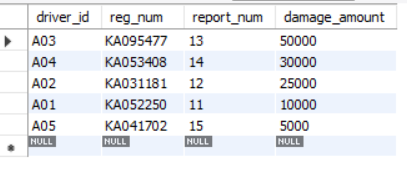 driver_id reg_num report_num damage_amount
A03 KA095477 13 50000
A04 KA053408 14 30000
A02 KA031181 12 25000
A01 KA052250 11 10000
A05 KA041702 15 5000
NULL NULL NULL NULL